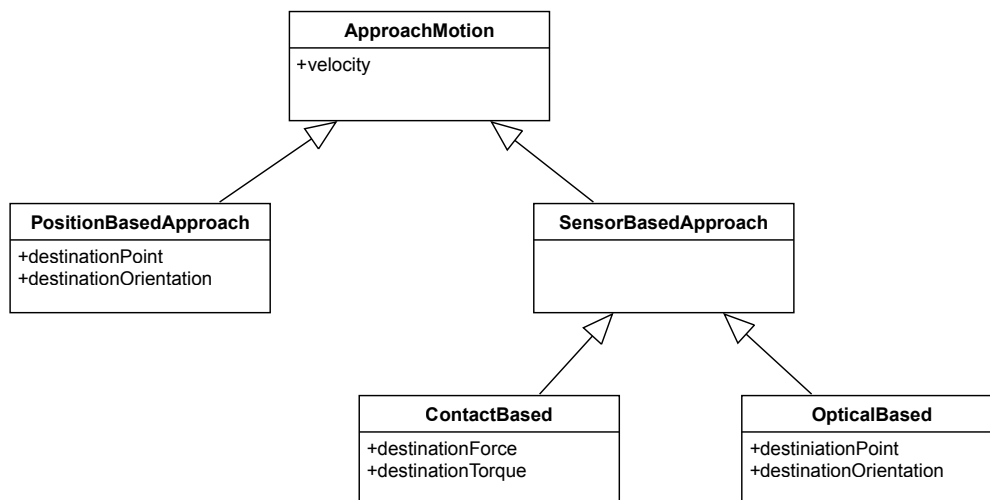 ApproachMotion
+velocity
PositionBasedApproach
+destinationPoint
+destinationOrientation
SensorBasedApproach
ContactBased
+destinationForce
+destinationTorque
OpticalBased
+destiniationPoint
+destinationOrientation